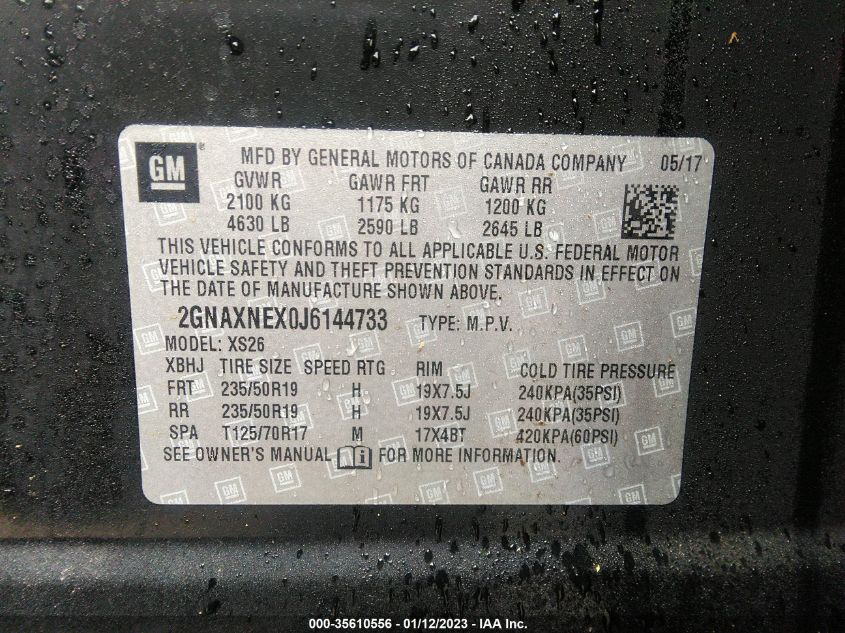 GM
MFD BY GENERAL MOTORS OF CANADA COMPANY 05/17
GVWR GAWR FRT GAWR RR
2100 KG 1175 KG 1200 KG
4630 LB 2590 LB 2645 LB
THIS VEHICLE CONFORMS TO ALL APPLICABLE U.S. FEDERAL MOTOR
VEHICLE SAFETY AND THEFT PREVENTION STANDARDS IN EFFECT ON
THE DATE OF MANUFACTURE SHOWN ABOVE.
2GNAXNEX0J6144733 TYPE: M.P.V.
MODEL: XS26
XBHJ TIRE SIZE SPEED RTG RIM COLD TIRE PRESSURE
FRT 235/50R19 H 19X7.5J 240KPA(35PSI)
RR 235/50R19 H 19X7.5J 240KPA(35PSI)
SPA T125/70R17 M 17X4BT 420KPA(60PSI)
SEE OWNER'S MANUAL FOR MORE INFORMATION.
000-35610556 - 01/12/2023 - IAA Inc.